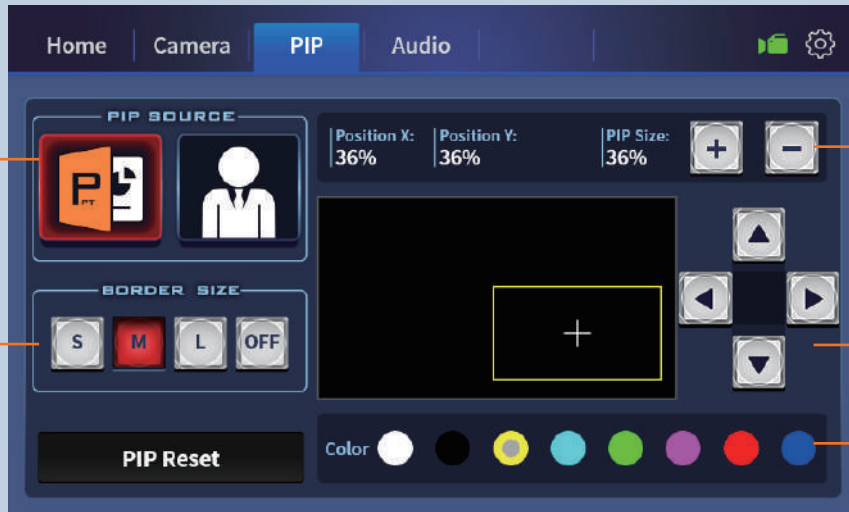 Home Camera PIP Audio
PIP SOURCE
P
PT
Position X: Position Y: PIP Size:
36% 36% 36%
+ −
BORDER SIZE
S M L OFF
PIP Reset
Color